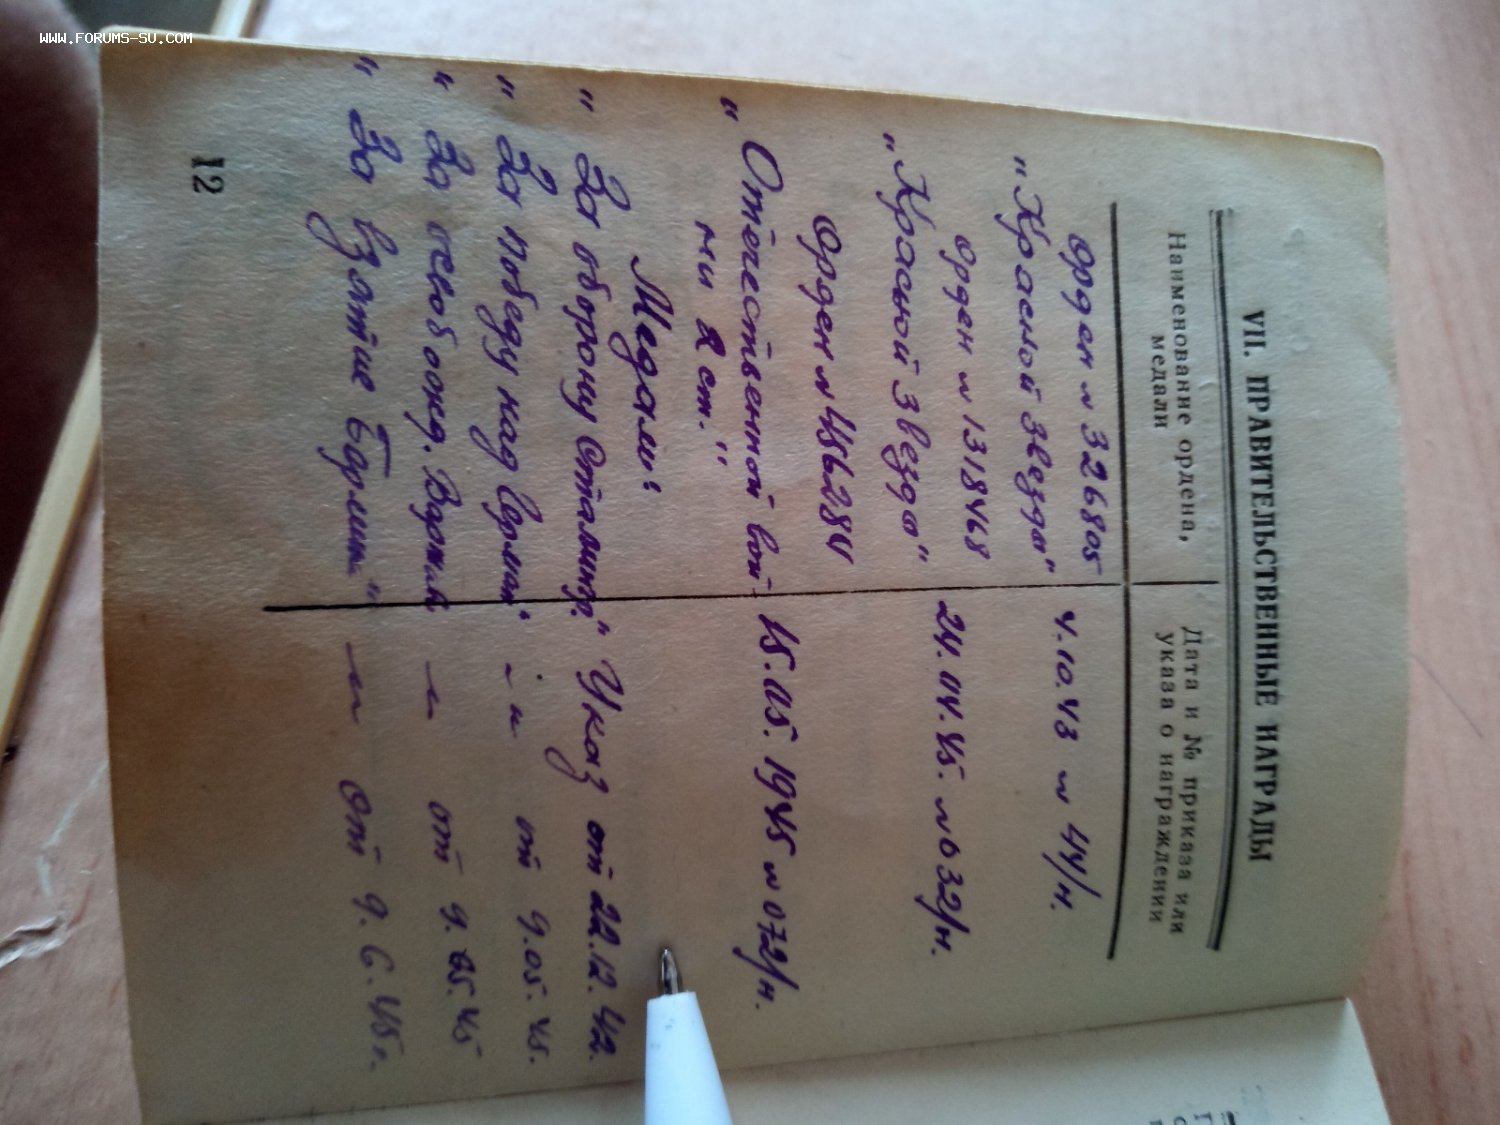 WWW.FORUMS-SU.COM
VII. ПРАВИТЕЛЬСТВЕННЫЕ НАГРАДЫ
Наименование ордена, медали
Дата и № приказа или указа о награждении
орден № 326805
„Красной звезды" 4.10.43 № 44/н.
орден № 1318468
„Красной звезды" 24.04.45. № 632/н.
Орден № 486284
„Отечественной вой- 15.05.1945 № 072/н.
ны 2 ст."
Медали:
„За оборону Сталингр." Указ от 22.12.42.
„За победу над Герман" -"- от 9.05.45.
„За освобожд. Варшав. -"- от 9.05.45
„За взятие Берлина" -"- от 9.6.45г.
12